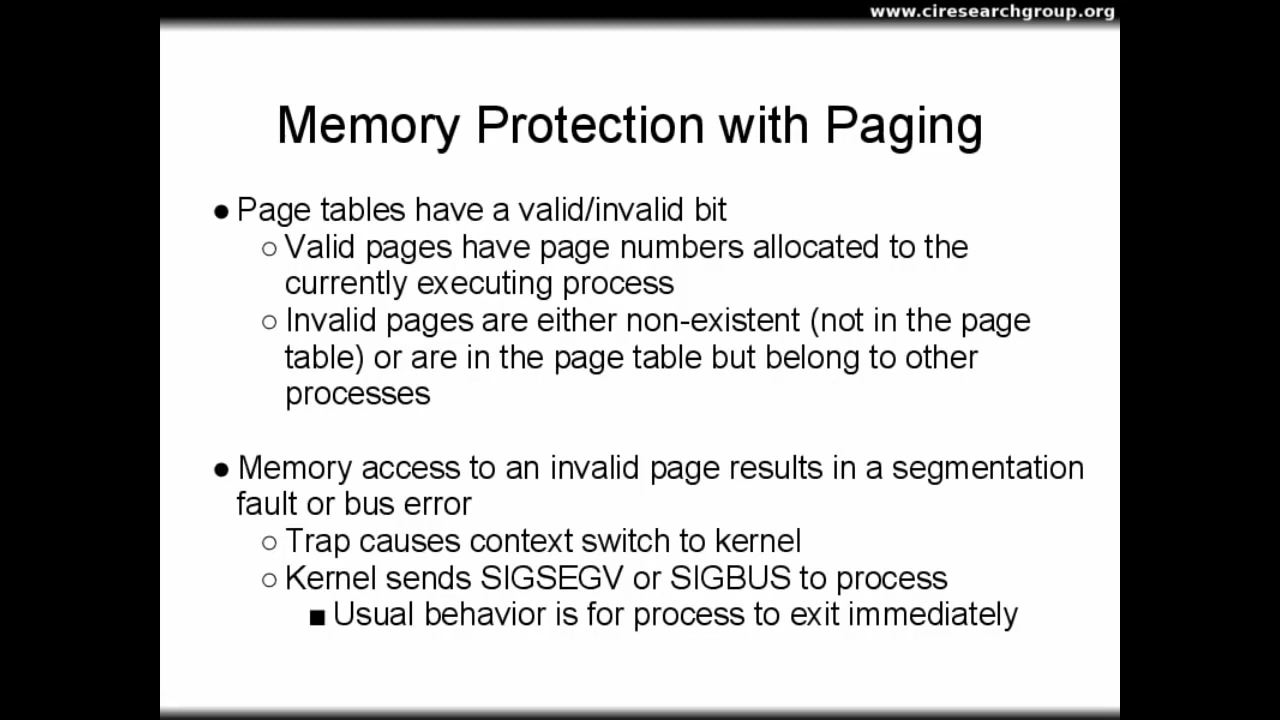 www.ciresearchgroup.org
Memory Protection with Paging
● Page tables have a valid/invalid bit
○ Valid pages have page numbers allocated to the
currently executing process
○ Invalid pages are either non-existent (not in the page
table) or are in the page table but belong to other
processes
● Memory access to an invalid page results in a segmentation
fault or bus error
○ Trap causes context switch to kernel
○ Kernel sends SIGSEGV or SIGBUS to process
■ Usual behavior is for process to exit immediately